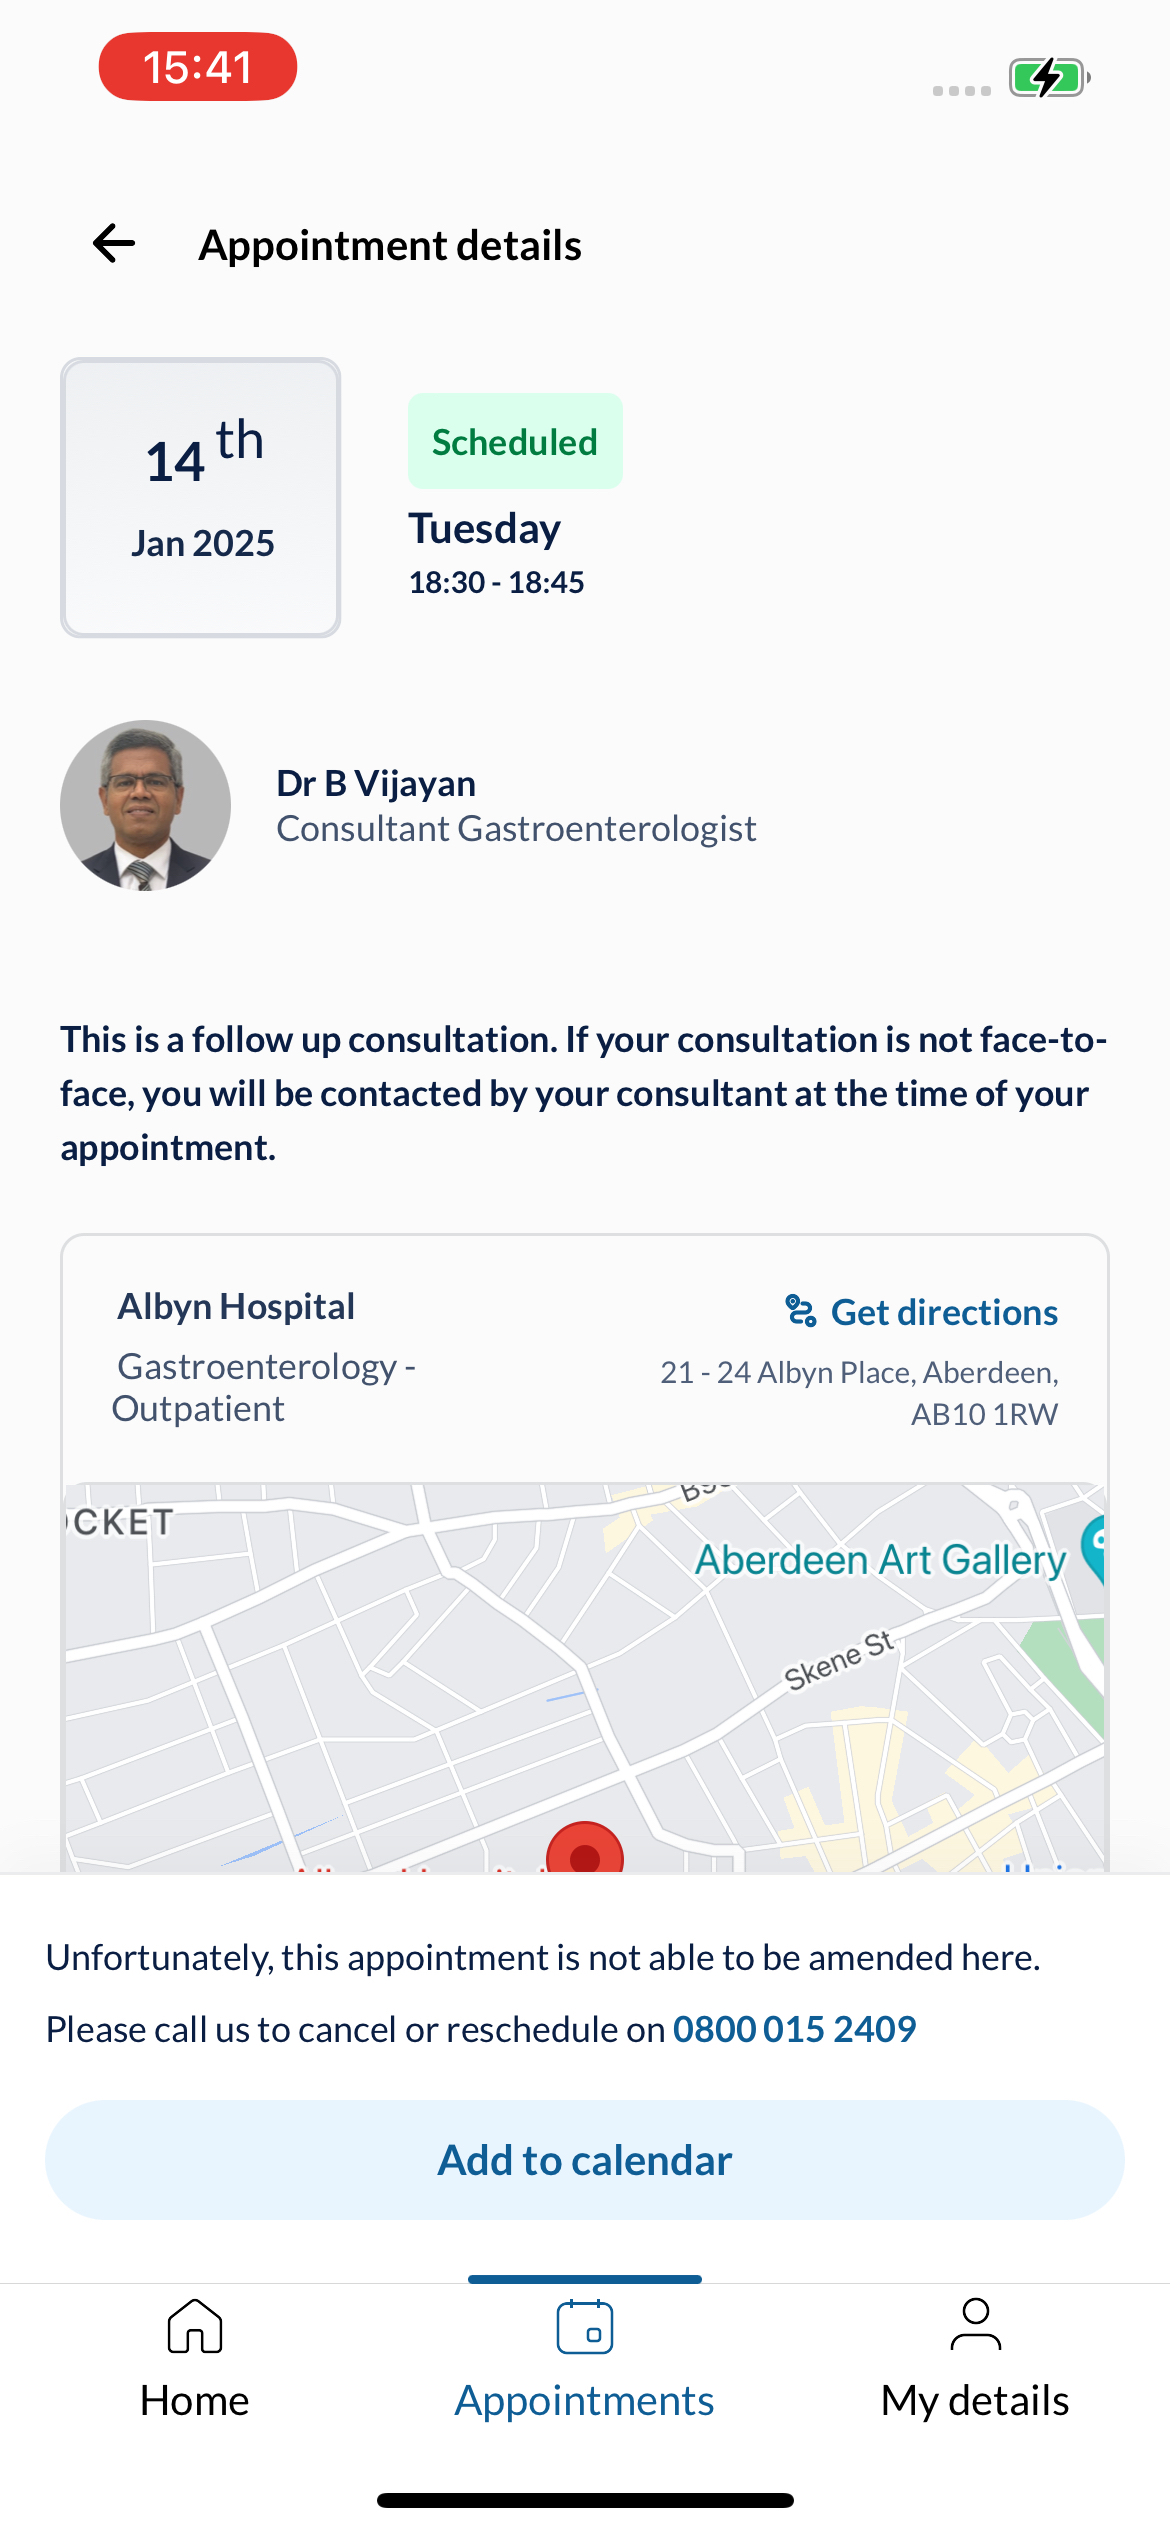 15:41
Appointment details
14 th
Jan 2025
Scheduled
Tuesday
18:30 - 18:45
Dr B Vijayan
Consultant Gastroenterologist
This is a follow up consultation. If your consultation is not face-to-
face, you will be contacted by your consultant at the time of your
appointment.
Albyn Hospital
Gastroenterology -
Outpatient
Get directions
21 - 24 Albyn Place, Aberdeen,
AB10 1RW
CKET
Aberdeen Art Gallery
Skene St
Unfortunately, this appointment is not able to be amended here.
Please call us to cancel or reschedule on 0800 015 2409
Add to calendar
Home
Appointments
My details